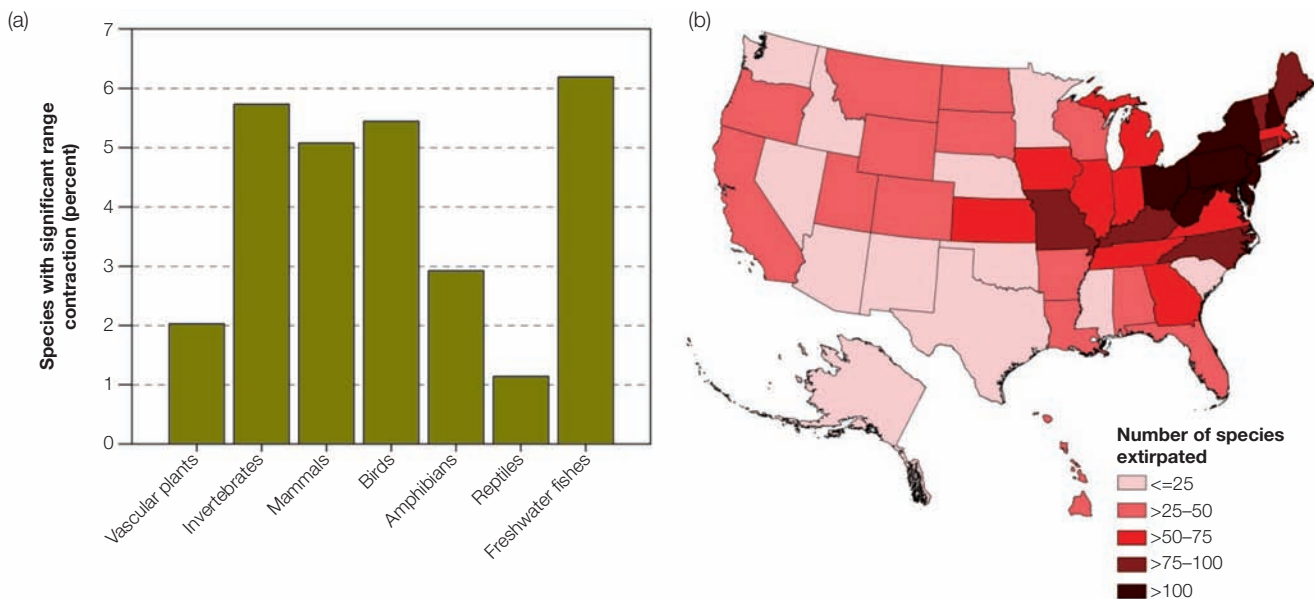 (a)
7
6
5
4
3
2
1
0
Species with significant range
contraction (percent)
Vascular plants
Invertebrates
Mammals
Birds
Amphibians
Reptiles
Freshwater fishes
(b)
Number of species
extirpated
<=25
>25–50
>50–75
>75–100
>100